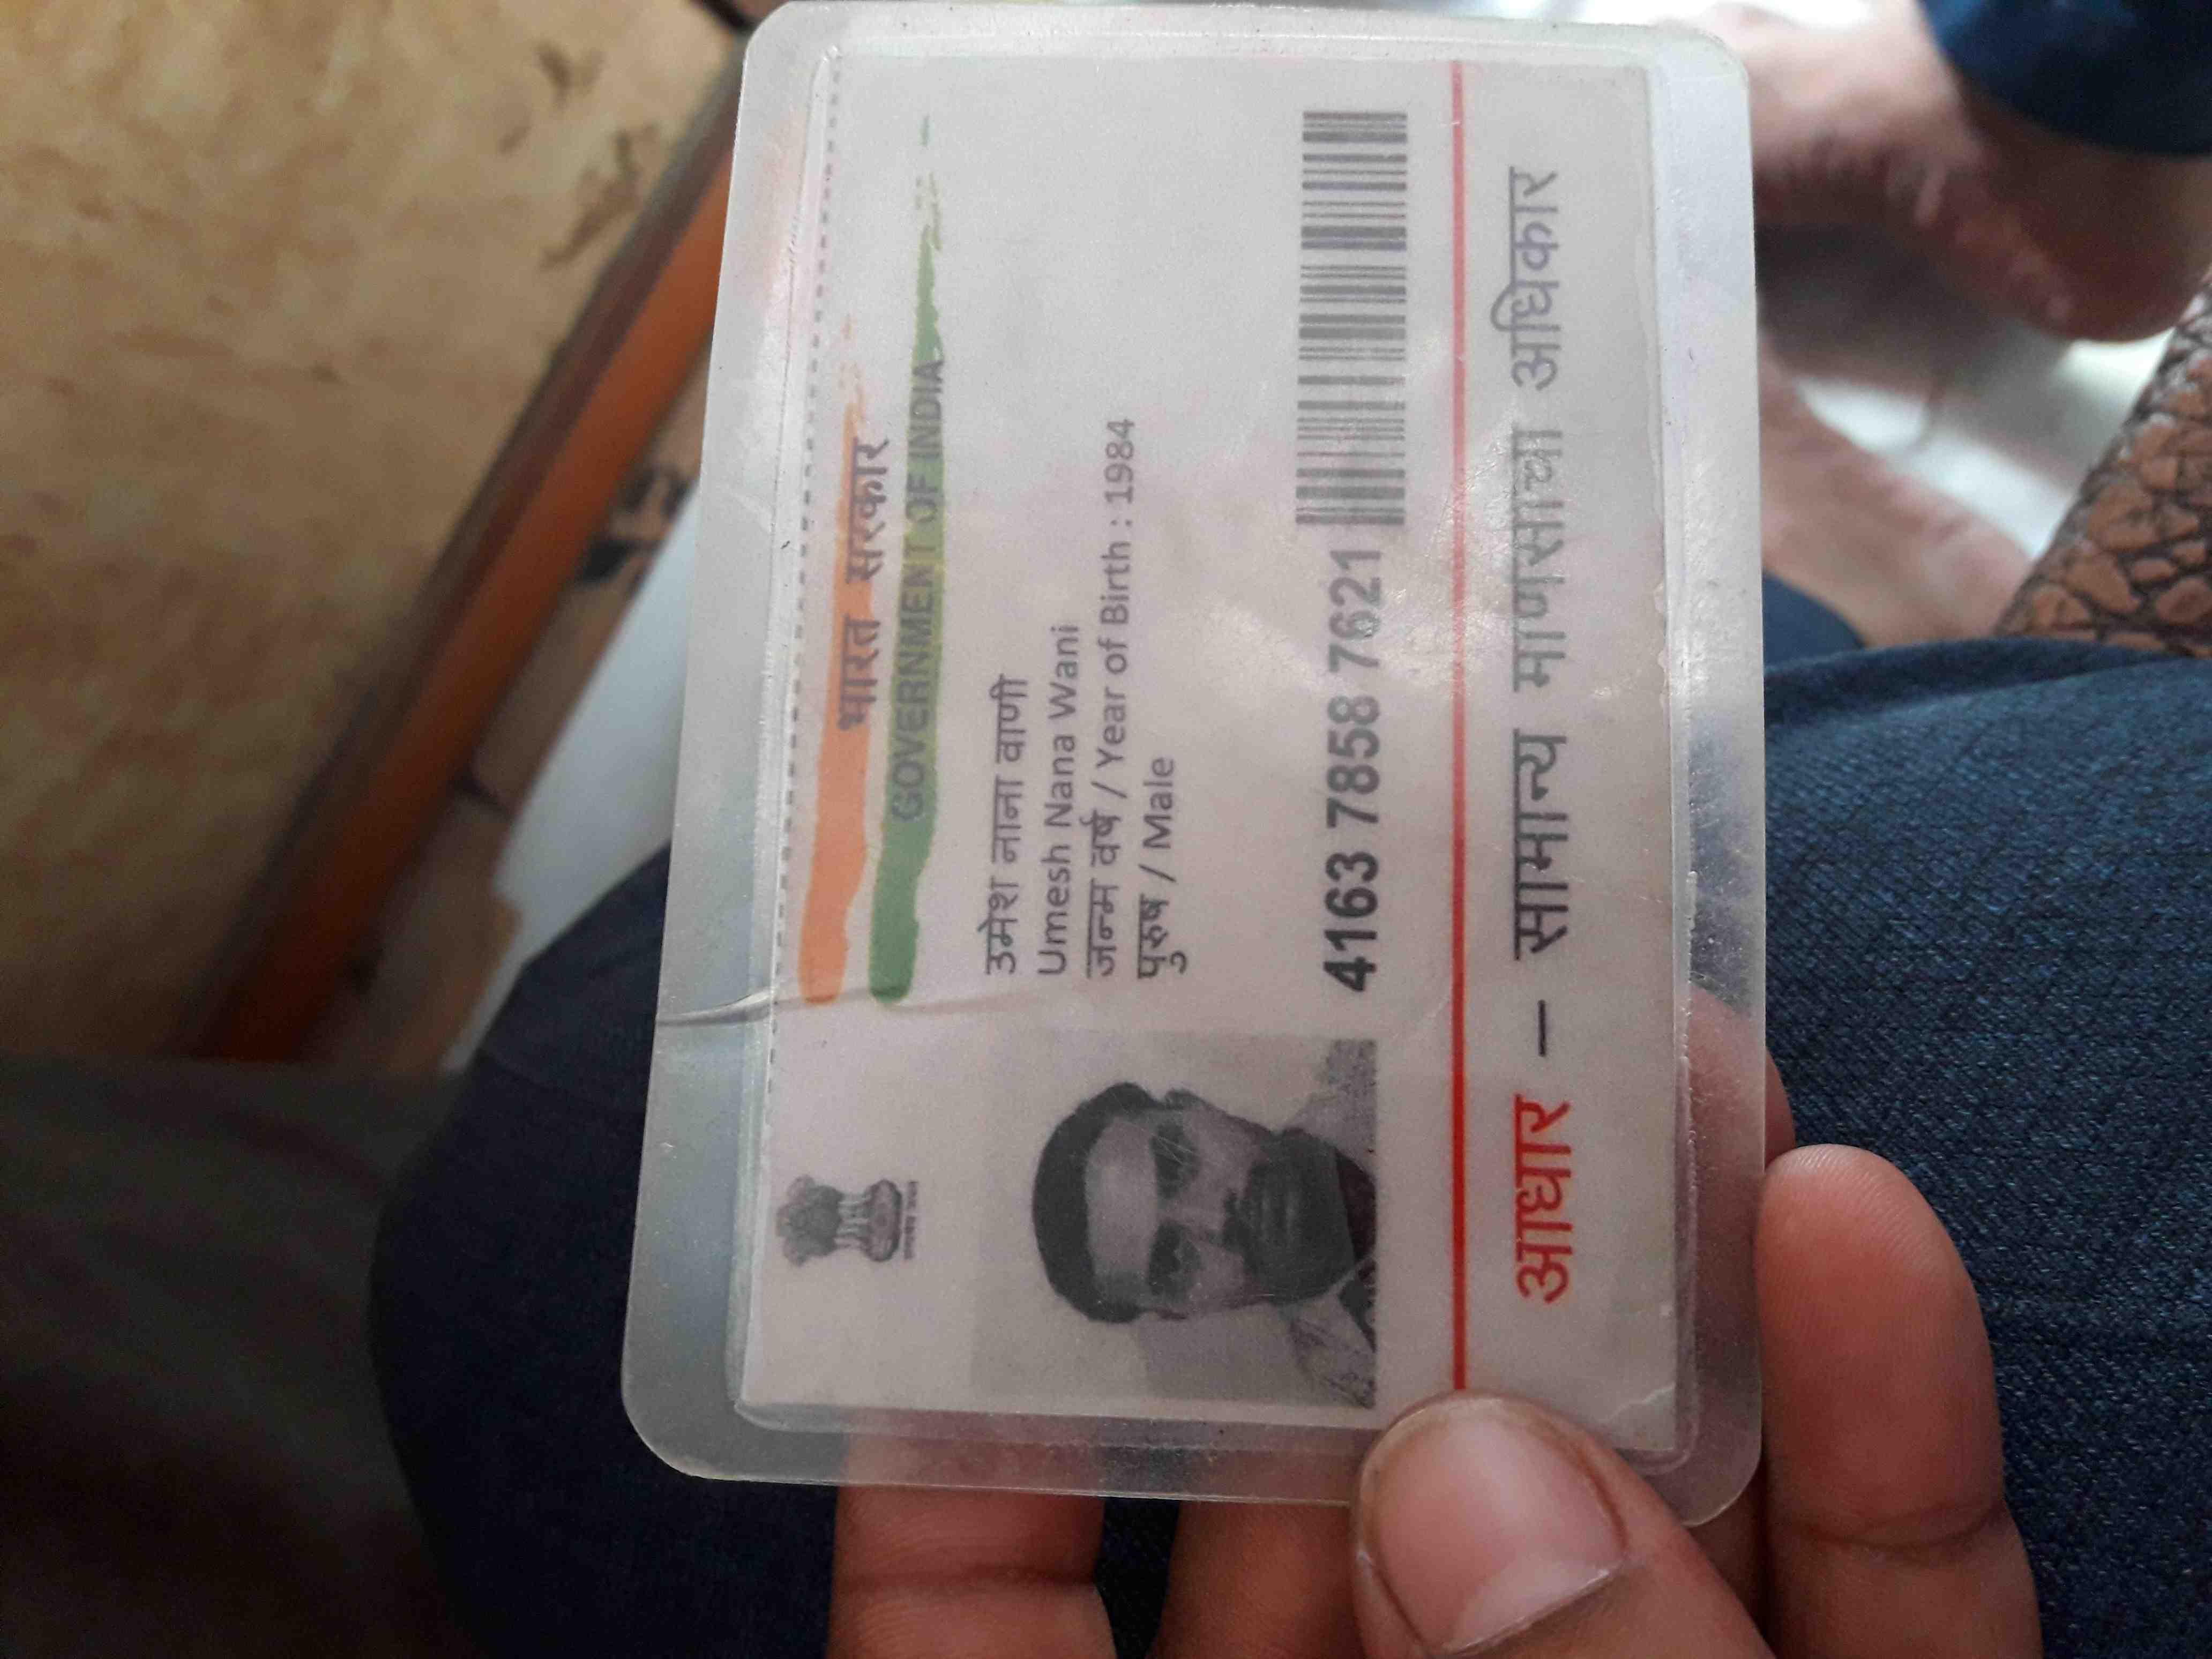 भारत सरकार
GOVERNMENT OF INDIA
उमेश नाना वाणी
Umesh Nana Wani
जन्म वर्ष / Year of Birth : 1984
पुरुष / Male
4163 7858 7621
आधार – सामान्य माणसाचा अधिकार